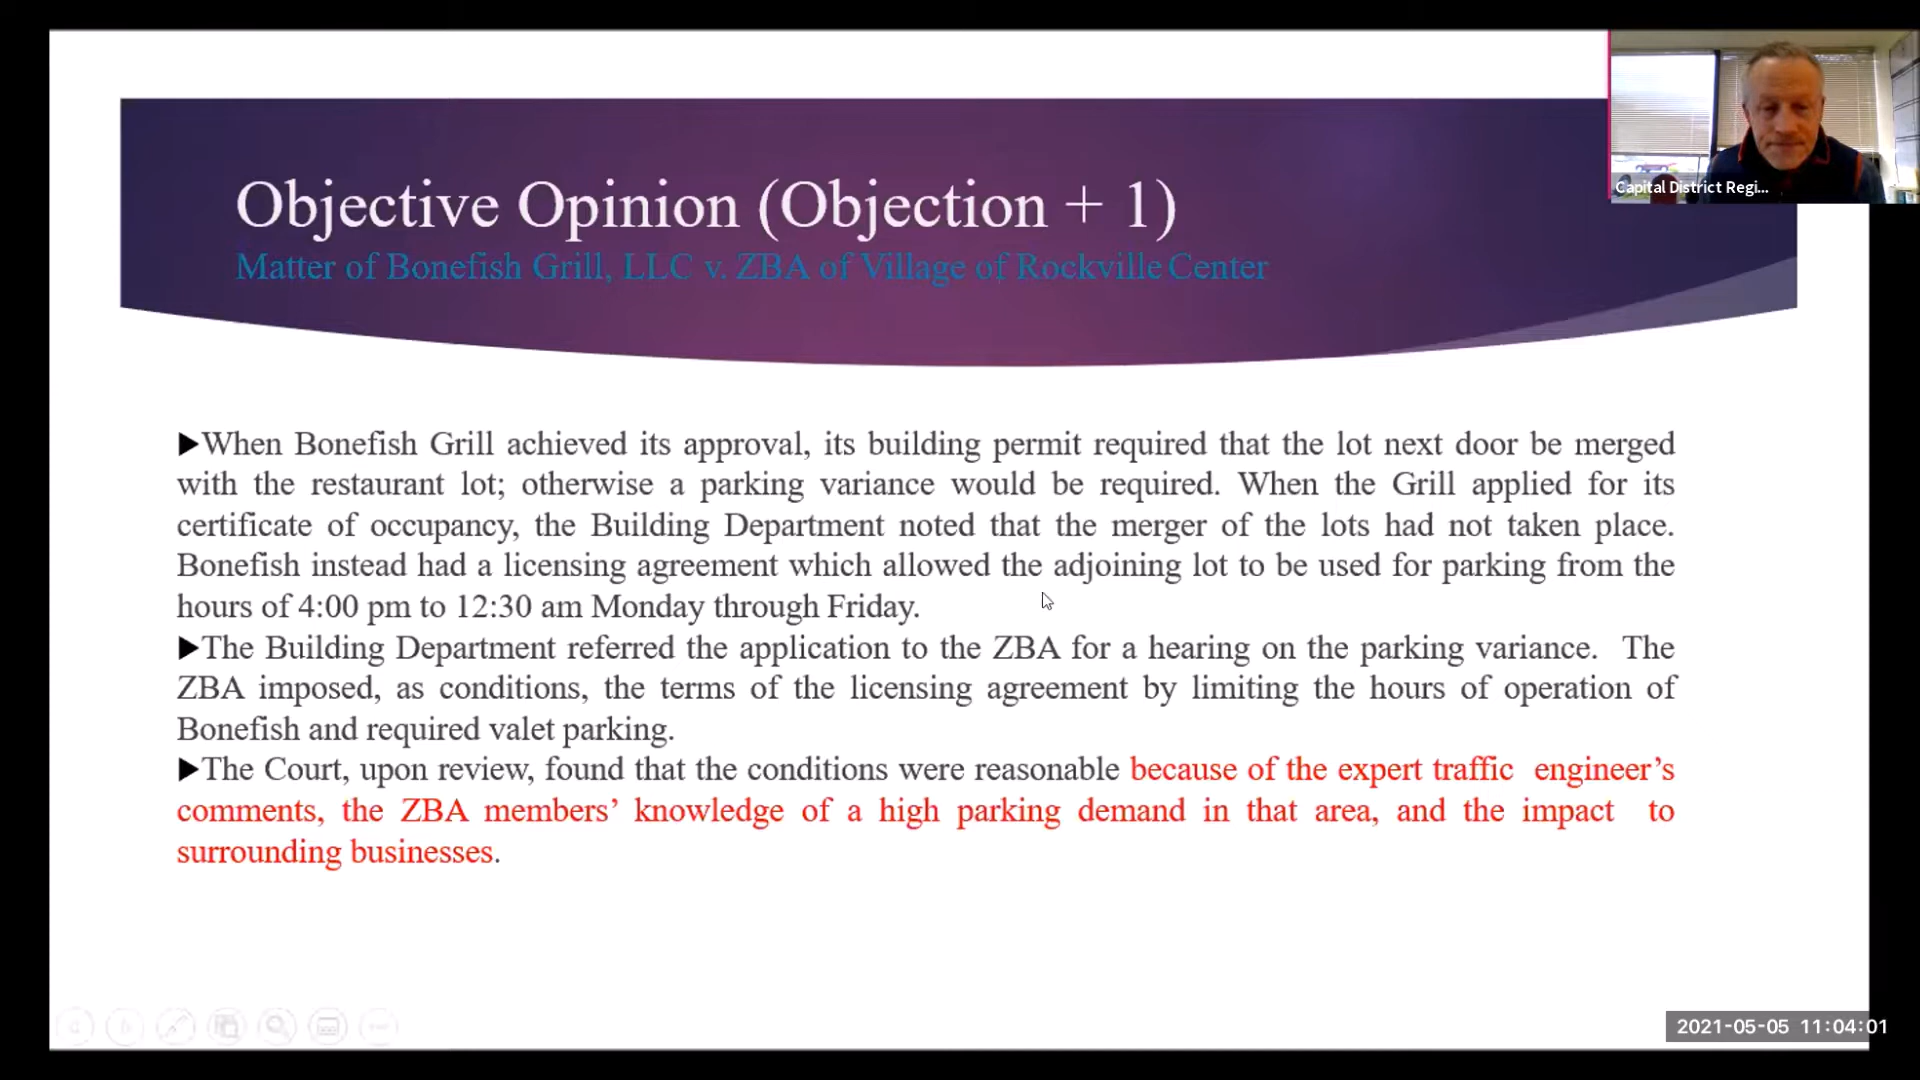 Capital District Regi...
Objective Opinion (Objection + 1)
Matter of Bonefish Grill, LLC v. ZBA of Village of Rockville Center
▶When Bonefish Grill achieved its approval, its building permit required that the lot next door be merged
with the restaurant lot; otherwise a parking variance would be required. When the Grill applied for its
certificate of occupancy, the Building Department noted that the merger of the lots had not taken place.
Bonefish instead had a licensing agreement which allowed the adjoining lot to be used for parking from the
hours of 4:00 pm to 12:30 am Monday through Friday.
▶The Building Department referred the application to the ZBA for a hearing on the parking variance. The
ZBA imposed, as conditions, the terms of the licensing agreement by limiting the hours of operation of
Bonefish and required valet parking.
▶The Court, upon review, found that the conditions were reasonable because of the expert traffic engineer’s
comments, the ZBA members’ knowledge of a high parking demand in that area, and the impact to
surrounding businesses.
2021-05-05 11:04:01